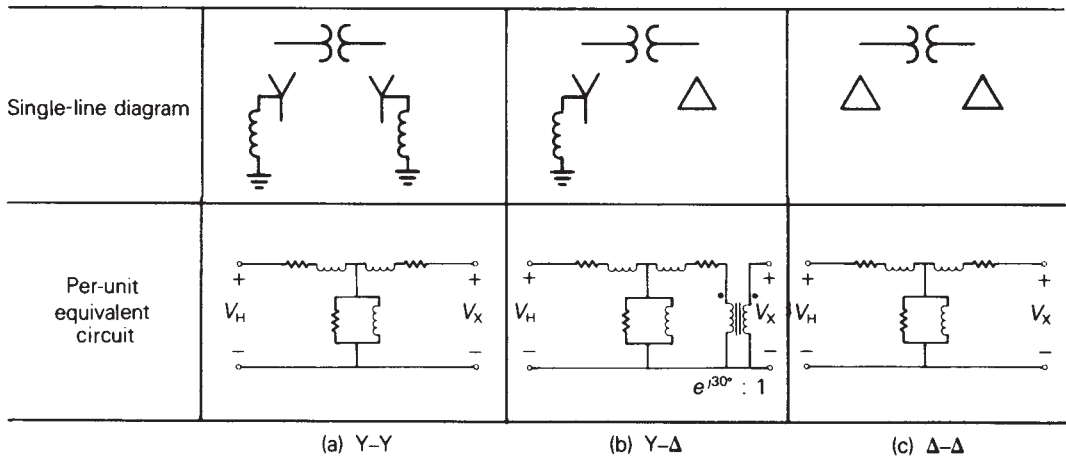 Single-line diagram
Per-unit
equivalent
circuit
+
V_H
−
+
V_X
−
+
V_H
−
+
V_X
−
e^{j30°} : 1
+
V_H
−
+
V_X
−
(a) Y–Y
(b) Y–Δ
(c) Δ–Δ